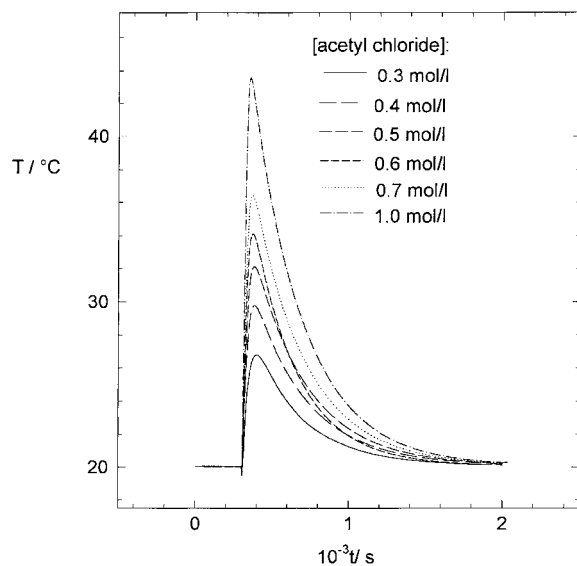 [acetyl chloride]:
0.3 mol/l
0.4 mol/l
0.5 mol/l
0.6 mol/l
0.7 mol/l
1.0 mol/l
40
T / °C
30
20
0
1
2
10⁻³t/ s